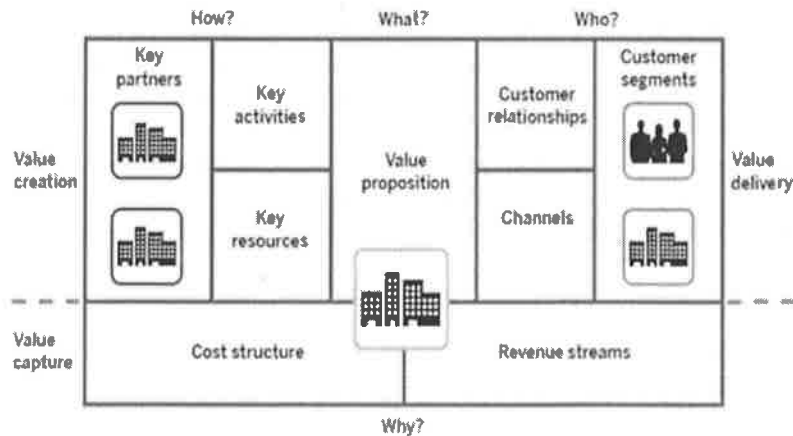 How?
What?
Who?
Key
partners
Key
activities
Key
resources
Value
proposition
Customer
relationships
Channels
Customer
segments
Value
creation
Value
delivery
Value
capture
Cost structure
Revenue streams
Why?